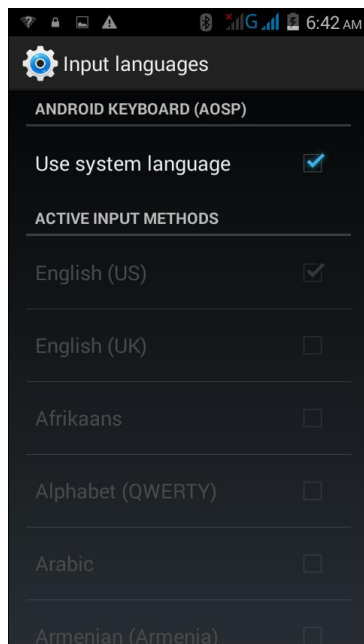 G 6:42 AM
Input languages
ANDROID KEYBOARD (AOSP)
Use system language
ACTIVE INPUT METHODS
English (US)
English (UK)
Afrikaans
Alphabet (QWERTY)
Arabic
Armenian (Armenia)